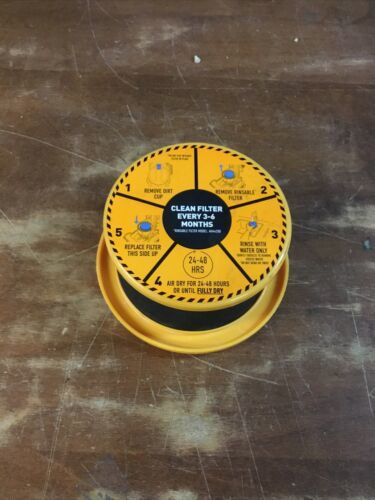 CLEAN FILTER
EVERY 3-6
MONTHS
1
REMOVE DIRT
CUP
2
REMOVE RINSABLE
FILTER
3
RINSE WITH
WATER ONLY
24-48
HRS
4
AIR DRY FOR 24-48 HOURS
OR UNTIL FULLY DRY
5
REPLACE FILTER
THIS SIDE UP